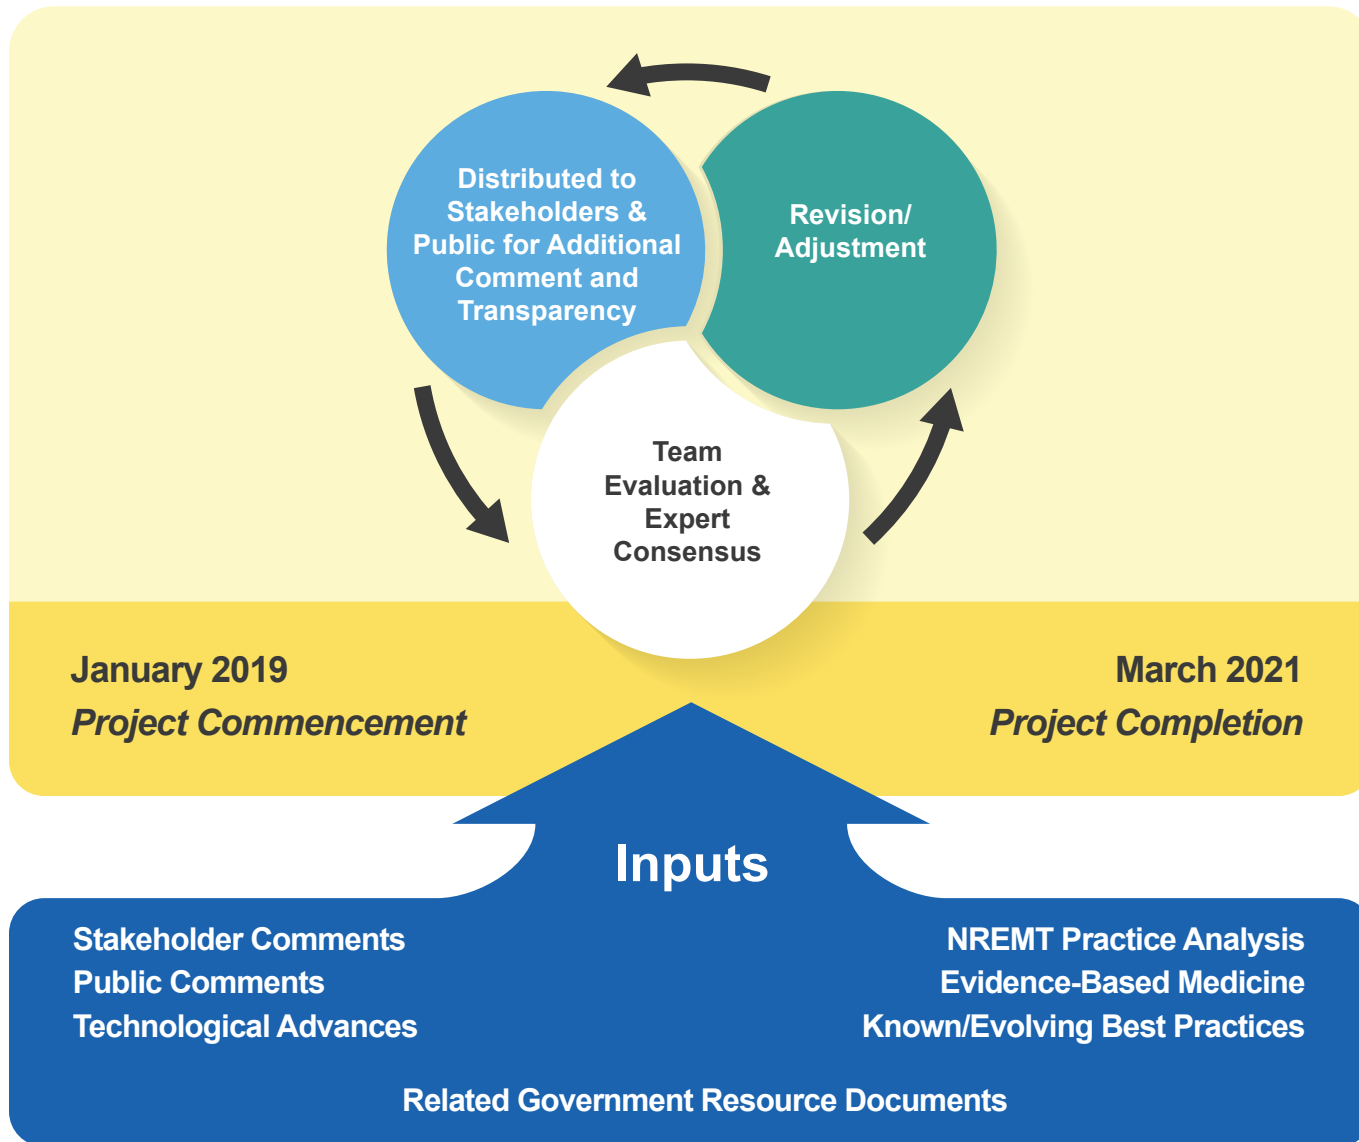 Distributed to
Stakeholders &
Public for Additional
Comment and
Transparency
Revision/
Adjustment
Team
Evaluation &
Expert
Consensus
January 2019
Project Commencement
March 2021
Project Completion
Inputs
Stakeholder Comments
Public Comments
Technological Advances
NREMT Practice Analysis
Evidence-Based Medicine
Known/Evolving Best Practices
Related Government Resource Documents